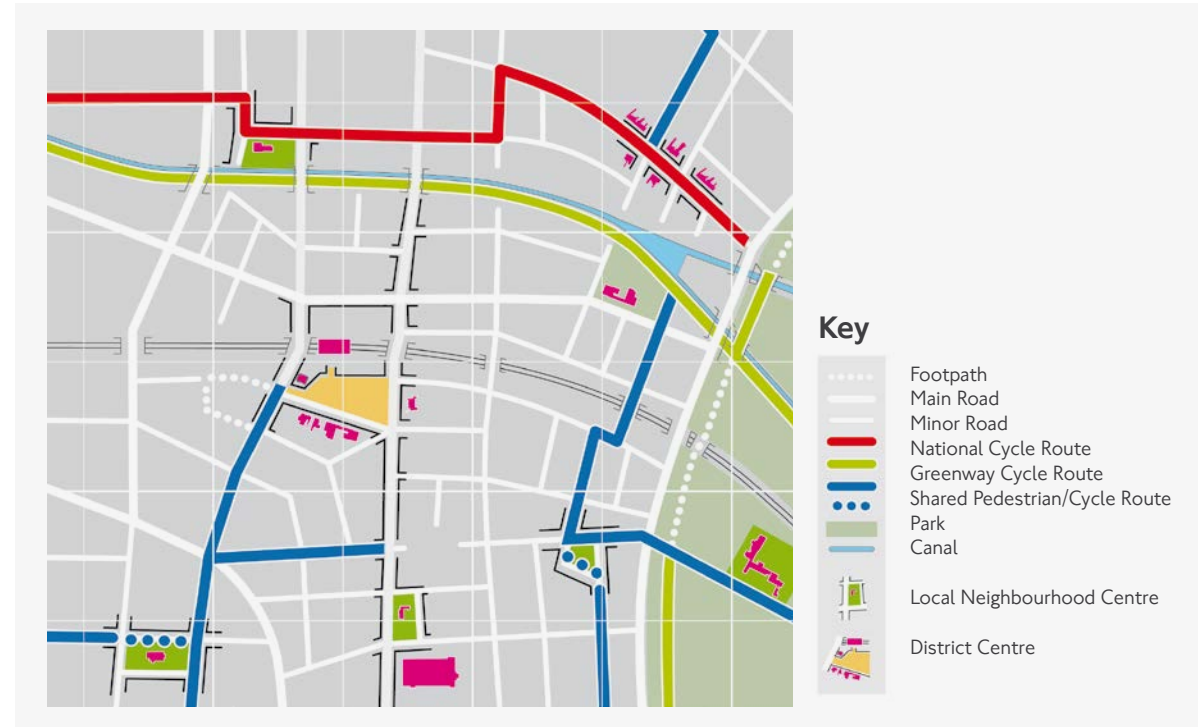 Key
Footpath
Main Road
Minor Road
National Cycle Route
Greenway Cycle Route
Shared Pedestrian/Cycle Route
Park
Canal
Local Neighbourhood Centre
District Centre